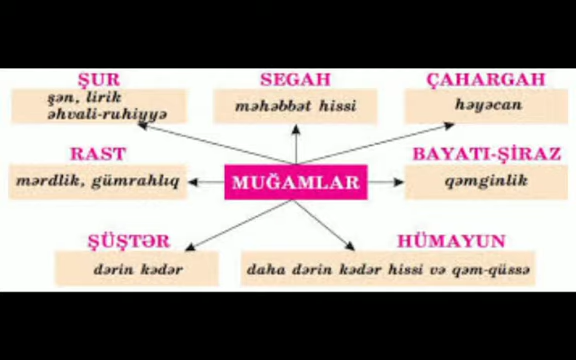 ŞUR
şən, lirik
əhvali-ruhiyyə
SEGAH
məhəbbət hissi
ÇAHARGAH
həyəcan
RAST
mərdlik, gümrahlıq
MUĞAMLAR
BAYATI-ŞİRAZ
qəmginlik
ŞÜŞTƏR
dərin kədər
HÜMAYUN
daha dərin kədər hissi və qəm-qüssə